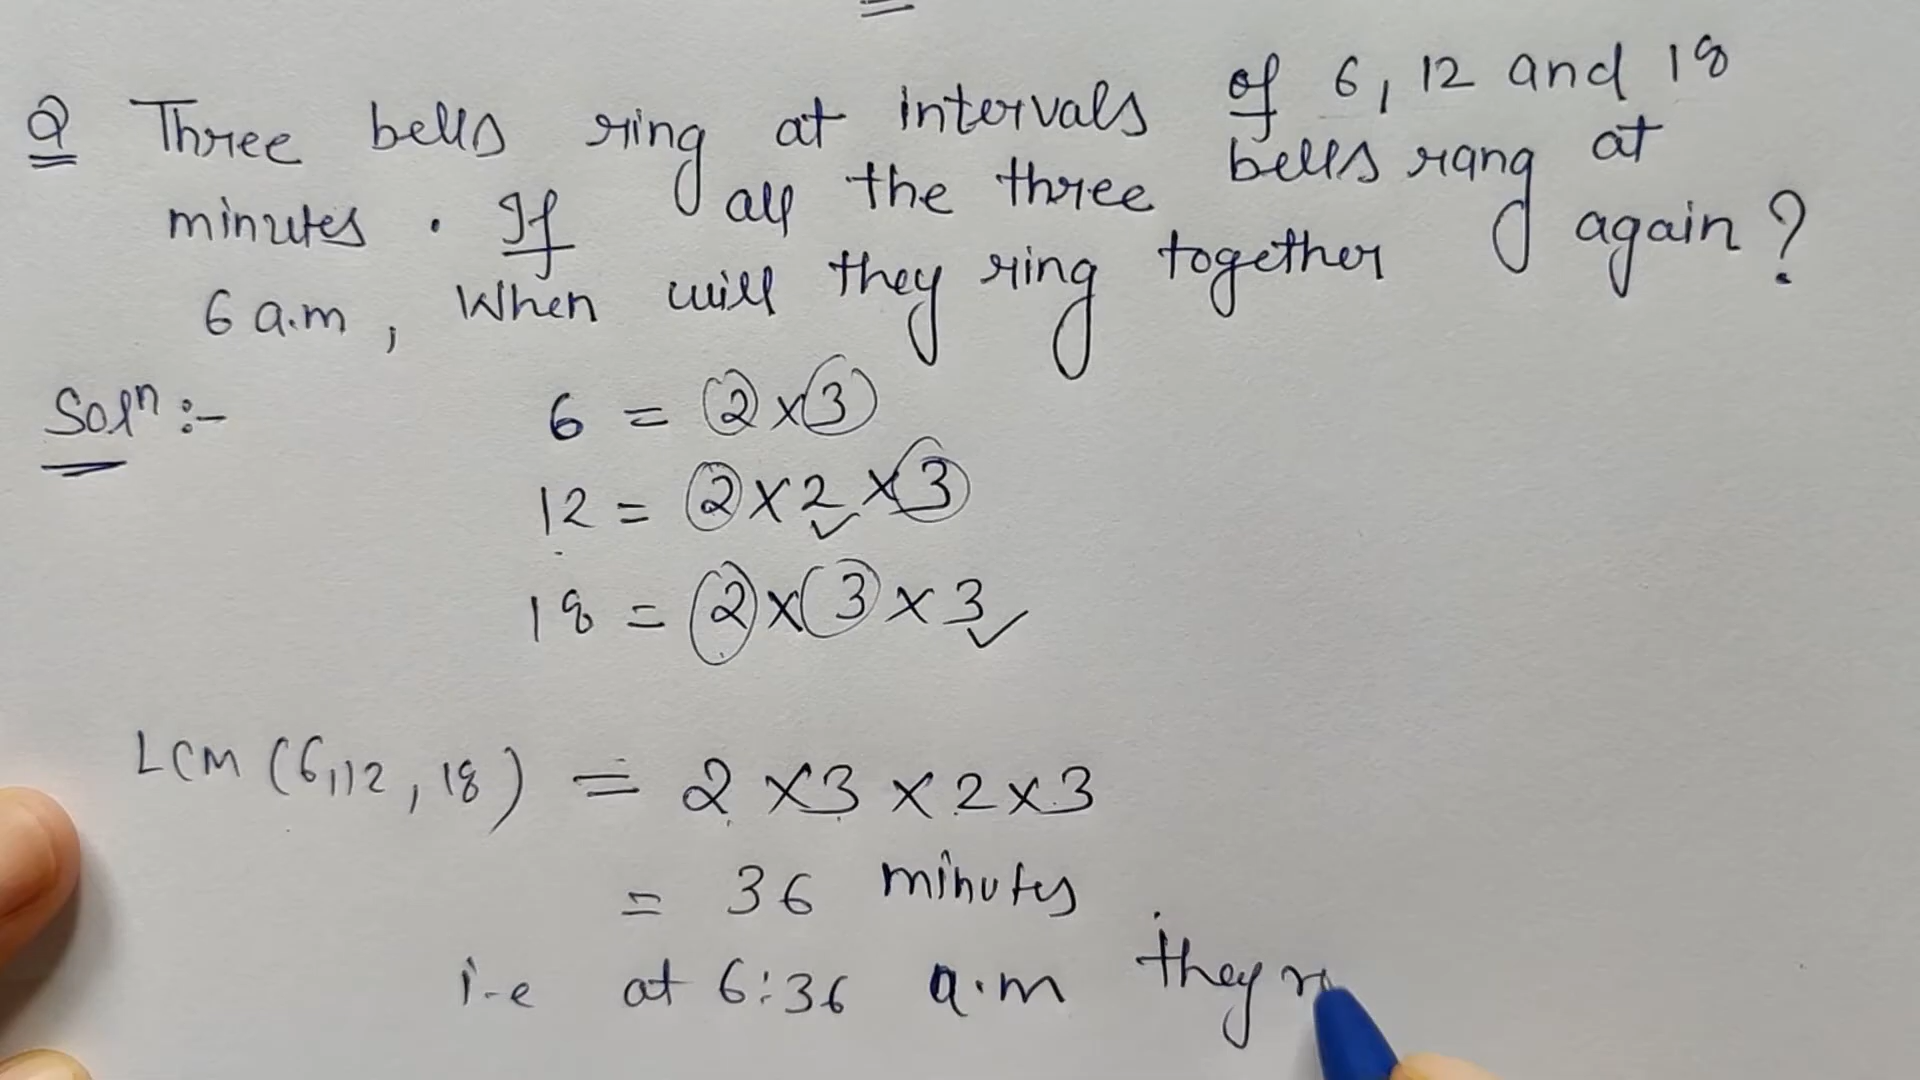 Q Three bells ring at intervals of 6, 12 and 18
minutes. If all the three bells rang at
6 a.m, When will they ring together again?
Solⁿ :-
6 = 2 × 3
12 = 2 × 2 × 3
18 = 2 × 3 × 3
LCM (6,12, 18) = 2 × 3 × 2 × 3
= 36 minutes
i-e at 6:36 a.m they